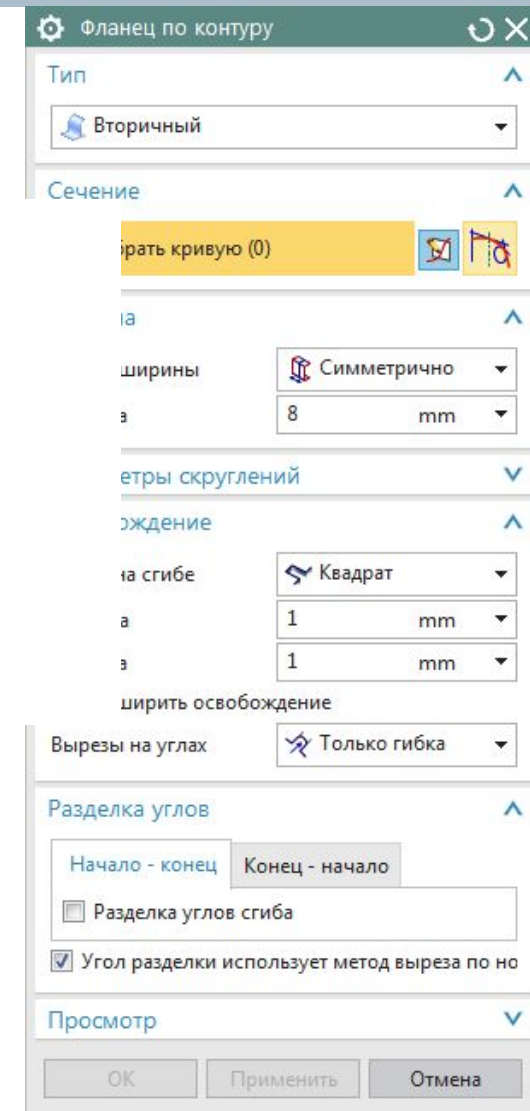 Фланец по контуру
Тип
Вторичный
Сечение
брать кривую (0)
на
ширины Симметрично
а 8 mm
етры скруглений
ождение
на сгибе Квадрат
а 1 mm
а 1 mm
ширить освобождение
Вырезы на углах Только гибка
Разделка углов
Начало - конец Конец - начало
Разделка углов сгиба
Угол разделки использует метод выреза по но
Просмотр
ОК Применить Отмена